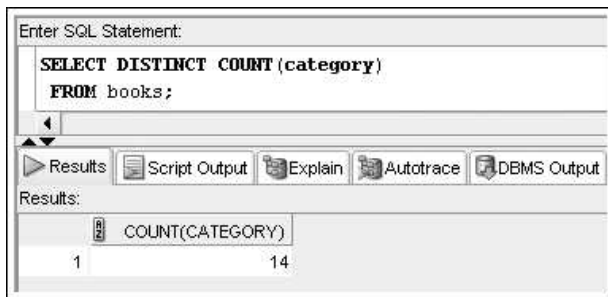 Enter SQL Statement:
SELECT DISTINCT COUNT(category)
FROM books;
Results Script Output Explain Autotrace DBMS Output
Results:
COUNT(CATEGORY)
1 14